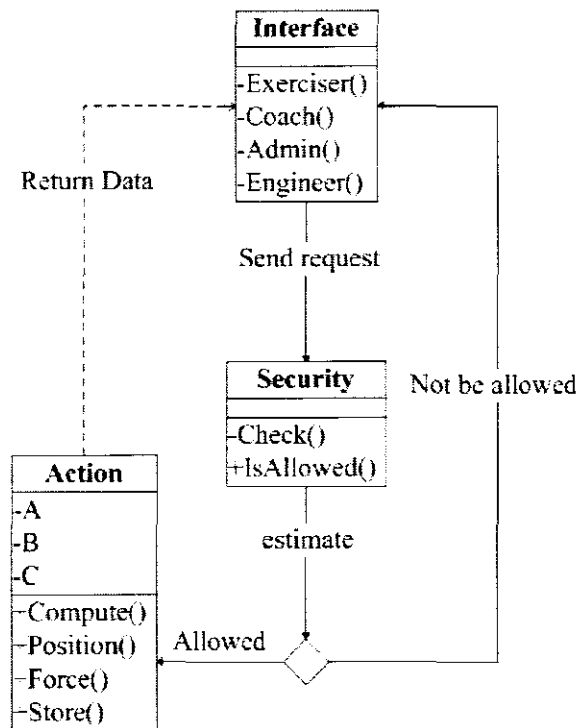 Interface
-Exerciser()
-Coach()
-Admin()
-Engineer()
Return Data
Send request
Security
-Check()
+IsAllowed()
Not be allowed
estimate
Action
-A
-B
-C
-Compute()
-Position()
-Force()
-Store()
Allowed